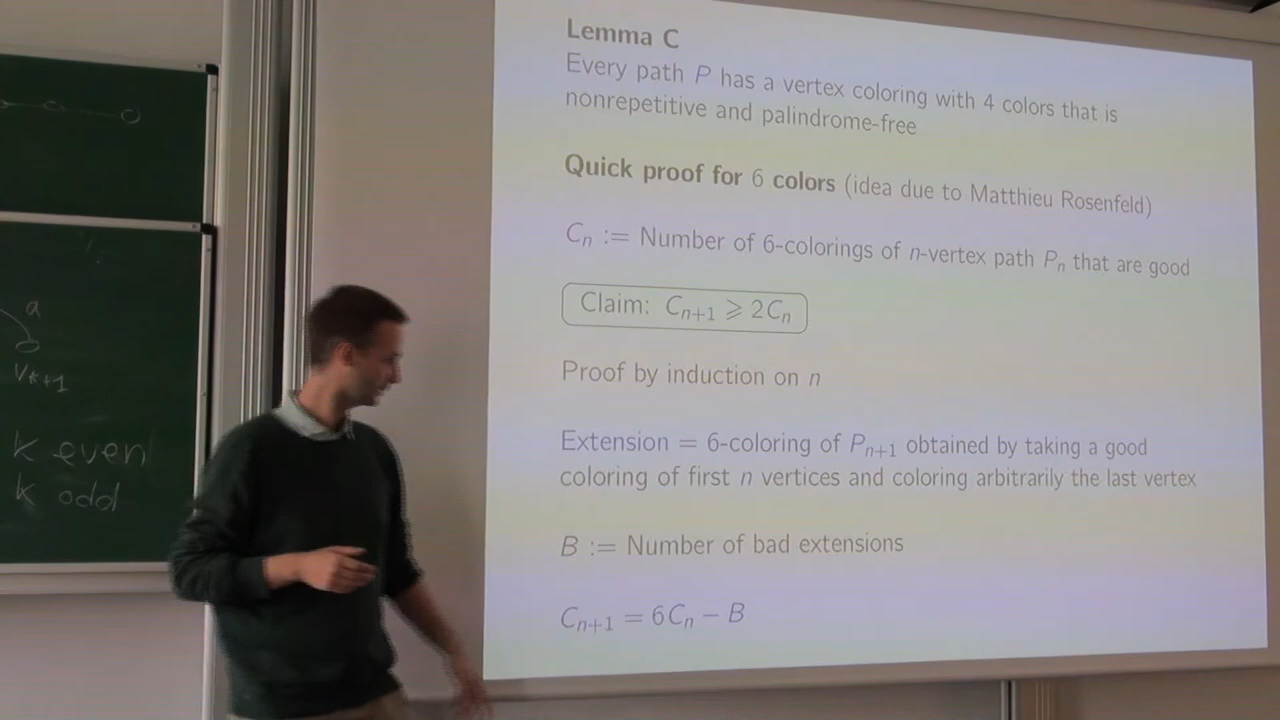 a
Vk+1
k even
k odd
Lemma C
Every path P has a vertex coloring with 4 colors that is
nonrepetitive and palindrome-free
Quick proof for 6 colors (idea due to Matthieu Rosenfeld)
Cₙ := Number of 6-colorings of n-vertex path Pₙ that are good
Claim: Cₙ₊₁ ⩾ 2Cₙ
Proof by induction on n
Extension = 6-coloring of Pₙ₊₁ obtained by taking a good
coloring of first n vertices and coloring arbitrarily the last vertex
B := Number of bad extensions
Cₙ₊₁ = 6Cₙ − B